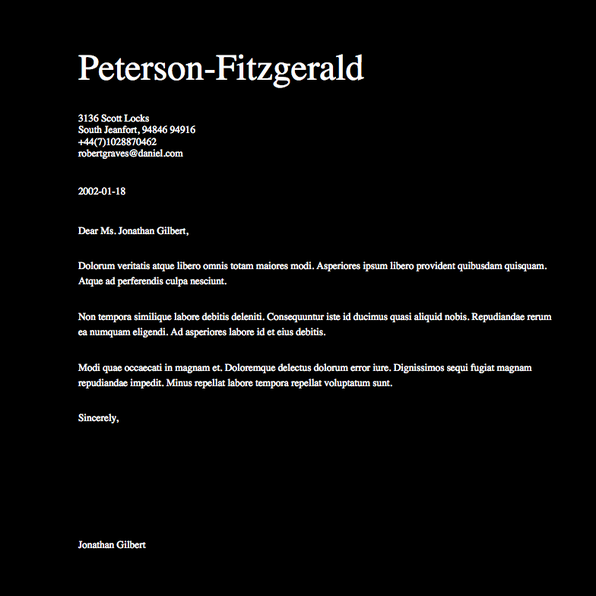 Peterson-Fitzgerald
3136 Scott Locks
South Jeanfort, 94846 94916
+44(7)1028870462
robertgraves@daniel.com
2002-01-18
Dear Ms. Jonathan Gilbert,
Dolorum veritatis atque libero omnis totam maiores modi. Asperiores ipsum libero provident quibusdam quisquam.
Atque ad perferendis culpa nesciunt.
Non tempora similique labore debitis deleniti. Consequuntur iste id ducimus quasi aliquid nobis. Repudiandae rerum
ea numquam eligendi. Ad asperiores labore id et eius debitis.
Modi quae occaecati in magnam et. Doloremque delectus dolorum error iure. Dignissimos sequi fugiat magnam
repudiandae impedit. Minus repellat labore tempora repellat voluptatum sunt.
Sincerely,
Jonathan Gilbert